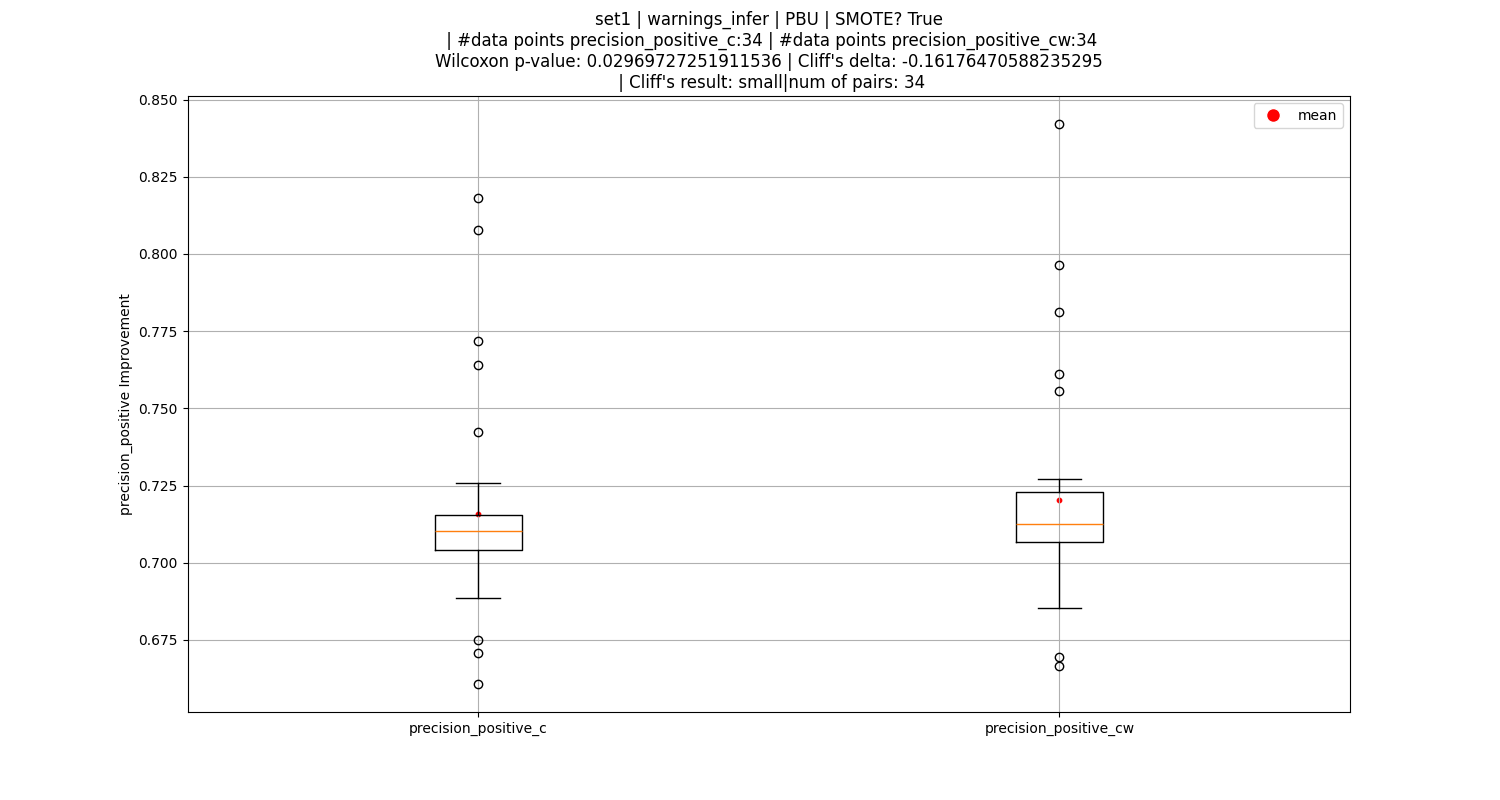 set1 | warnings_infer | PBU | SMOTE? True
| #data points precision_positive_c:34 | #data points precision_positive_cw:34
Wilcoxon p-value: 0.02969727251911536 | Cliff's delta: -0.16176470588235295
| Cliff's result: small|num of pairs: 34
mean
0.850
0.825
0.800
0.775
0.750
0.725
0.700
0.675
precision_positive Improvement
precision_positive_c
precision_positive_cw